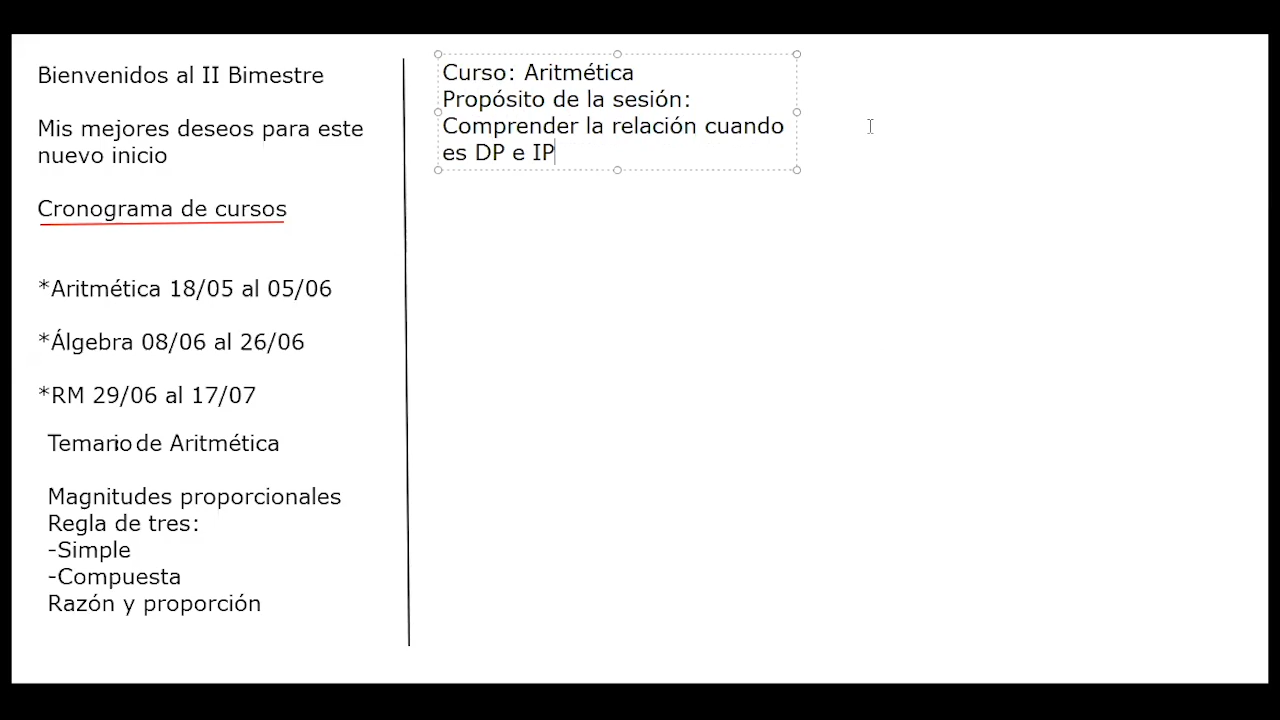 Bienvenidos al II Bimestre
Mis mejores deseos para este
nuevo inicio
Cronograma de cursos
*Aritmética 18/05 al 05/06
*Álgebra 08/06 al 26/06
*RM 29/06 al 17/07
Temario de Aritmética
Magnitudes proporcionales
Regla de tres:
-Simple
-Compuesta
Razón y proporción
Curso: Aritmética
Propósito de la sesión:
Comprender la relación cuando
es DP e IP